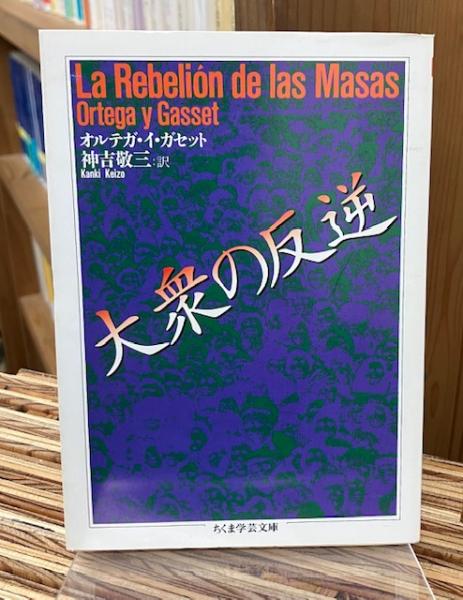 La Rebelión de las Masas
Ortega y Gasset
オルテガ・イ・ガセット
神吉敬三:訳
Kanki Keizo
大衆の反逆
ちくま学芸文庫